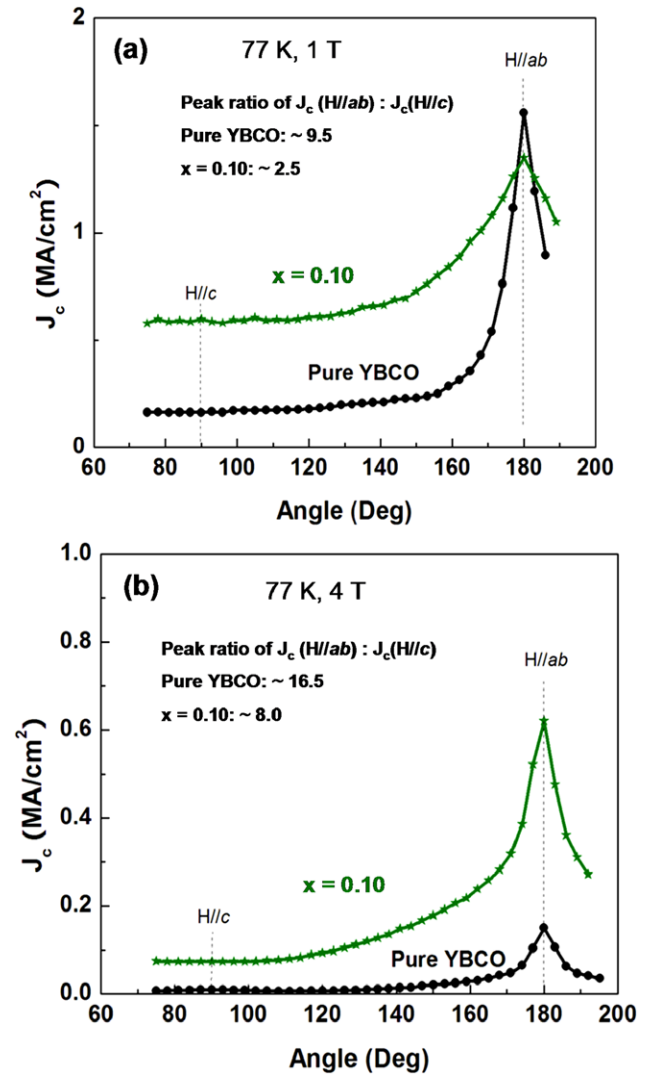 (a)
77 K, 1 T
H//ab
Peak ratio of Jc (H//ab) : Jc(H//c)
Pure YBCO: ~ 9.5
x = 0.10: ~ 2.5
x = 0.10
H//c
Pure YBCO
Jc (MA/cm²)
2
1
0
60 80 100 120 140 160 180 200
Angle (Deg)
(b)
77 K, 4 T
Peak ratio of Jc (H//ab) : Jc(H//c)
Pure YBCO: ~ 16.5
x = 0.10: ~ 8.0
H//ab
x = 0.10
H//c
Pure YBCO
Jc (MA/cm²)
1.0
0.8
0.6
0.4
0.2
0.0
60 80 100 120 140 160 180 200
Angle (Deg)